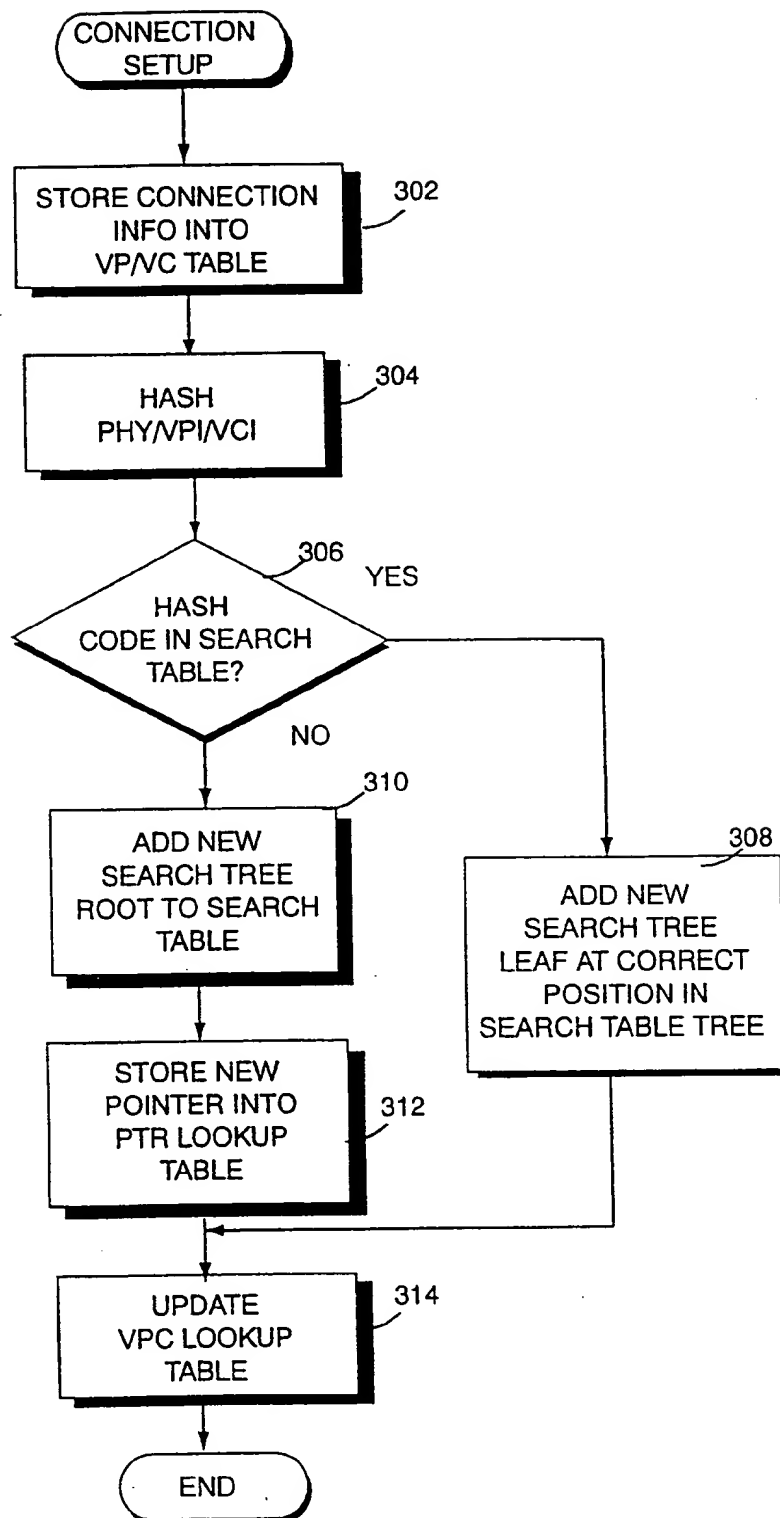 CONNECTION
SETUP
STORE CONNECTION
INFO INTO
VP/VC TABLE
302
HASH
PHY/VPI/VCI
304
306
YES
HASH
CODE IN SEARCH
TABLE?
NO
310
ADD NEW
SEARCH TREE
ROOT TO SEARCH
TABLE
308
ADD NEW
SEARCH TREE
LEAF AT CORRECT
POSITION IN
SEARCH TABLE TREE
STORE NEW
POINTER INTO
PTR LOOKUP
TABLE
312
UPDATE
VPC LOOKUP
TABLE
314
END